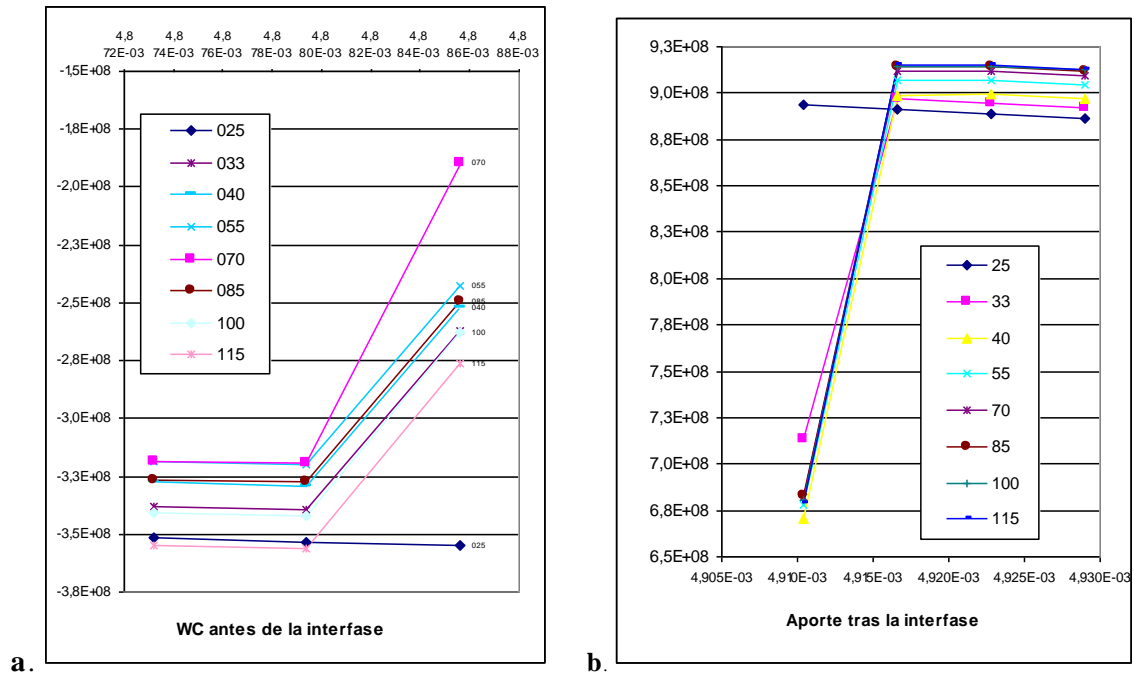 4,8 4,8 4,8 4,8 4,8 4,8 4,8 4,8 4,8
72E-03 74E-03 76E-03 78E-03 80E-03 82E-03 84E-03 86E-03 88E-03
-1,5E+08
-1,8E+08
-2,0E+08
-2,3E+08
-2,5E+08
-2,8E+08
-3,0E+08
-3,3E+08
-3,5E+08
-3,8E+08
025
033
040
055
070
085
100
115
070
055
085
040
100
115
025
WC antes de la interfase
a.
9,3E+08
9,0E+08
8,8E+08
8,5E+08
8,3E+08
8,0E+08
7,8E+08
7,5E+08
7,3E+08
7,0E+08
6,8E+08
6,5E+08
25
33
40
55
70
85
100
115
4,905E-03 4,910E-03 4,915E-03 4,920E-03 4,925E-03 4,930E-03
Aporte tras la interfase
b.